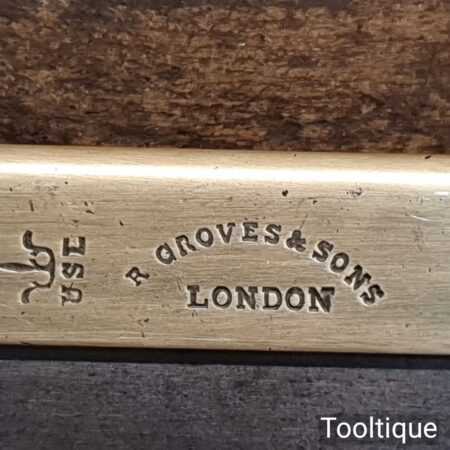 USE
R GROVES & SONS
LONDON
Tooltique